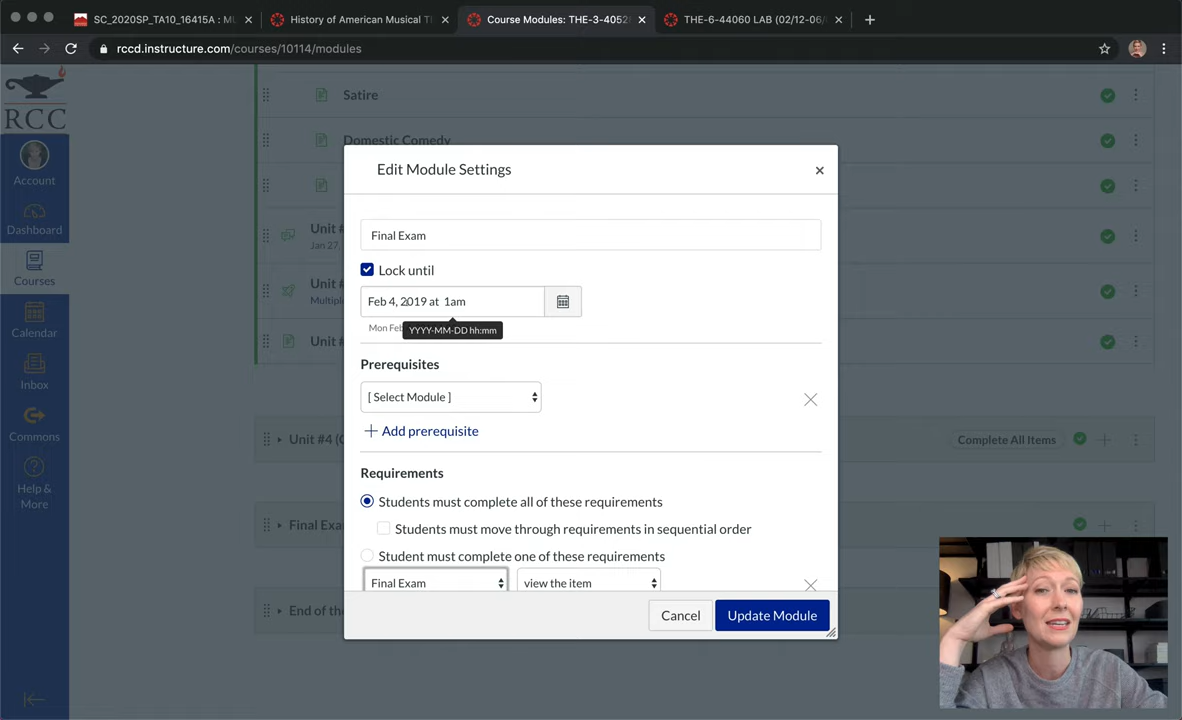 SC_2020SP_TA10_16415A : M
History of American Musical T
Course Modules: THE-3-4052
THE-6-44060 LAB (02/12-06/
rccd.instructure.com/courses/10114/modules
RCC
Account
Dashboard
Courses
Calendar
Inbox
Commons
Help &
More
Satire
Domestic Comedy
Unit #
Jan 27
Unit #
Multiple
Unit #
Unit #4 (
Complete All Items
Final Exa
End of the
Edit Module Settings
Final Exam
Lock until
Feb 4, 2019 at 1am
Mon Feb
YYYY-MM-DD hh:mm
Prerequisites
[ Select Module ]
Add prerequisite
Requirements
Students must complete all of these requirements
Students must move through requirements in sequential order
Student must complete one of these requirements
Final Exam
view the item
Cancel
Update Module